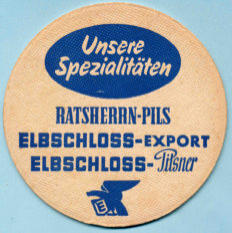 Unsere
Spezialitäten
RATSHERRN-PILS
ELBSCHLOSS-EXPORT
ELBSCHLOSS-Pilsner
E